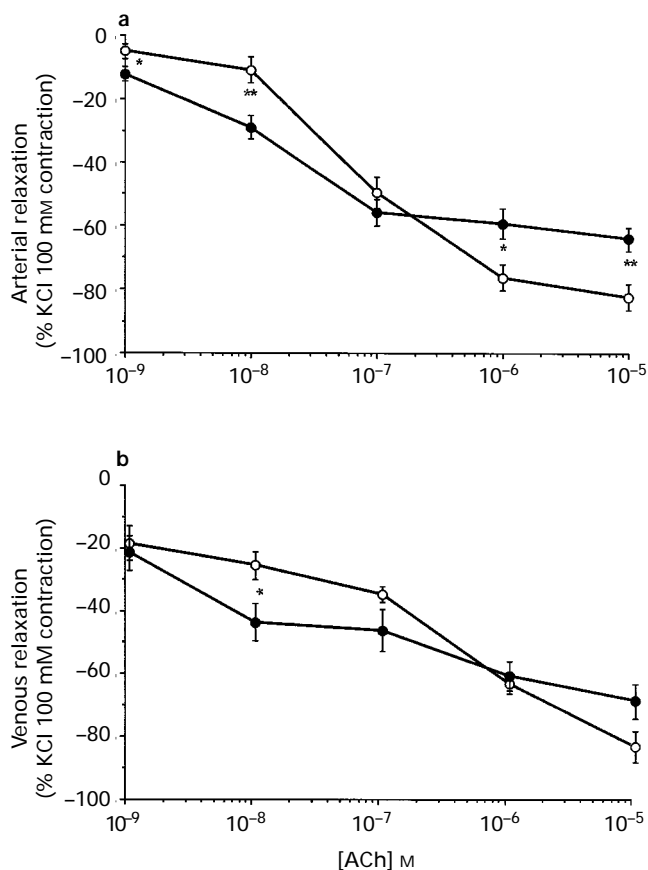 a
0
−20
−40
−60
−80
−100
Arterial relaxation
(% KCl 100 mM contraction)
*
**
*
**
10⁻⁹ 10⁻⁸ 10⁻⁷ 10⁻⁶ 10⁻⁵
b
0
−20
−40
−60
−80
−100
Venous relaxation
(% KCl 100 mM contraction)
*
10⁻⁹ 10⁻⁸ 10⁻⁷ 10⁻⁶ 10⁻⁵
[ACh] M